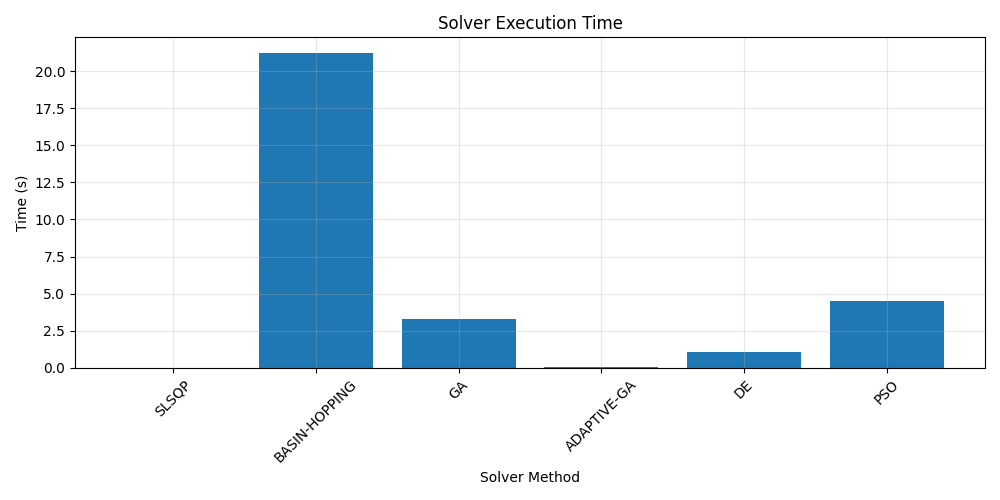 Solver Execution Time
Time (s)
20.0
17.5
15.0
12.5
10.0
7.5
5.0
2.5
0.0
SLSQP
BASIN-HOPPING
GA
ADAPTIVE-GA
DE
PSO
Solver Method